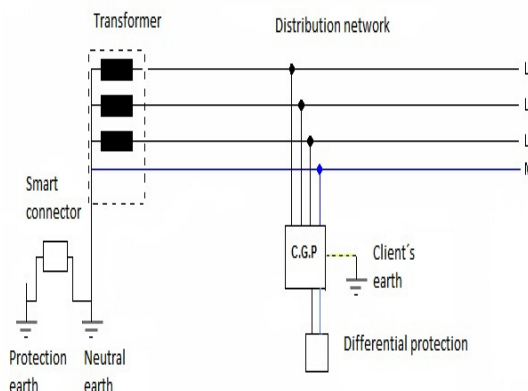 Transformer
Distribution network
L
L
L
Smart
connector
C.G.P
Client´s
earth
Differential protection
Protection
earth
Neutral
earth